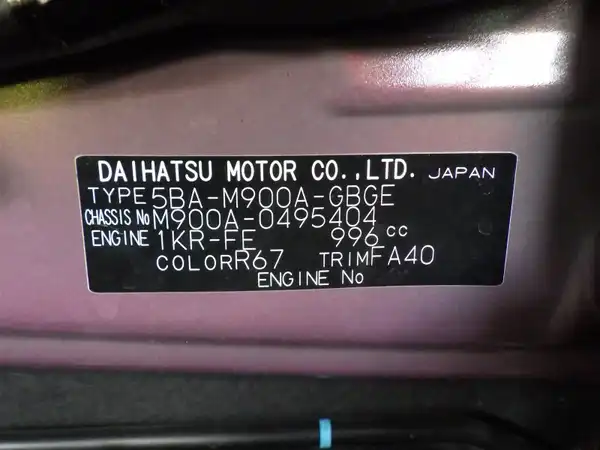 DAIHATSU MOTOR CO.,LTD. JAPAN
TYPE 5BA-M900A-GBGE
CHASSIS No M900A-0495404
ENGINE 1KR-FE 996 cc
COLOR R67 TRIM FA40
ENGINE No